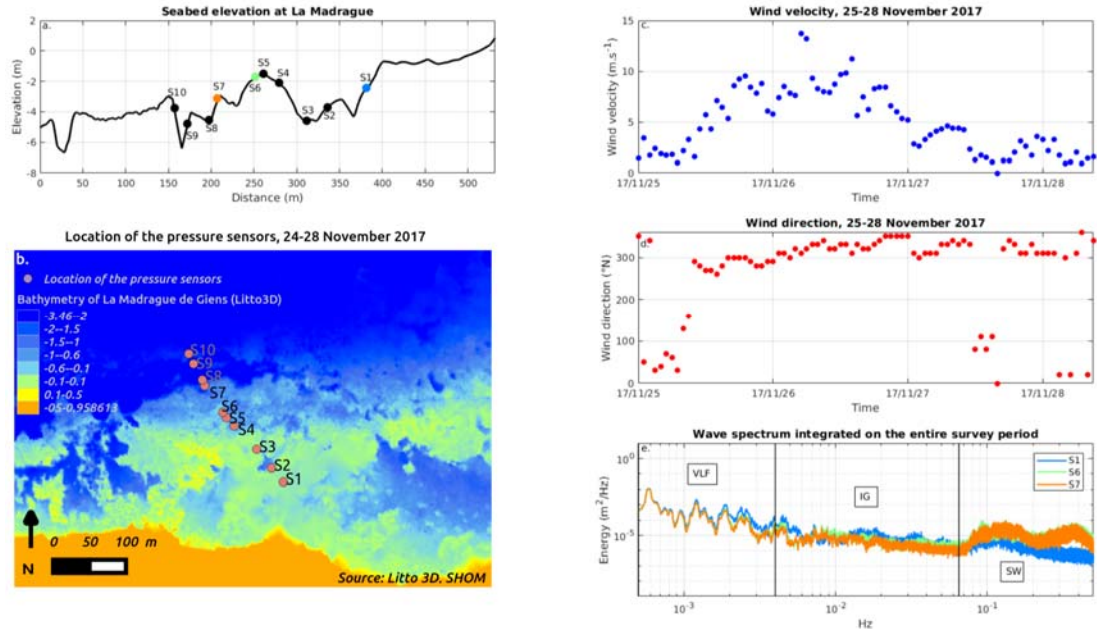 Seabed elevation at La Madrague
a.
2
0
-2
-4
-6
-8
Elevation (m)
S10
S9
S8
S7
S6
S5
S4
S3
S2
S1
0 50 100 150 200 250 300 350 400 450 500
Distance (m)
Location of the pressure sensors, 24-28 November 2017
b.
Location of the pressure sensors
Bathymetry of La Madrague de Giens (Litto3D)
-3.46--2
-2--1.5
-1.5--1
-1--0.6
-0.6--0.1
-0.1-0.1
0.1-0.5
-05-0,958613
S10
S9
S8
S7
S6
S5
S4
S3
S2
S1
0 50 100 m
N
Source: Litto 3D, SHOM
Wind velocity, 25-28 November 2017
c.
15
10
5
0
Wind velocity (m.s⁻¹)
17/11/25 17/11/26 17/11/27 17/11/28
Time
Wind direction, 25-28 November 2017
d.
300
200
100
0
Wind direction (°N)
17/11/25 17/11/26 17/11/27 17/11/28
Time
Wave spectrum integrated on the entire survey period
e.
10⁰
10⁻⁵
Energy (m²/Hz)
VLF
IG
SW
S1
S6
S7
10⁻³ 10⁻² 10⁻¹
Hz